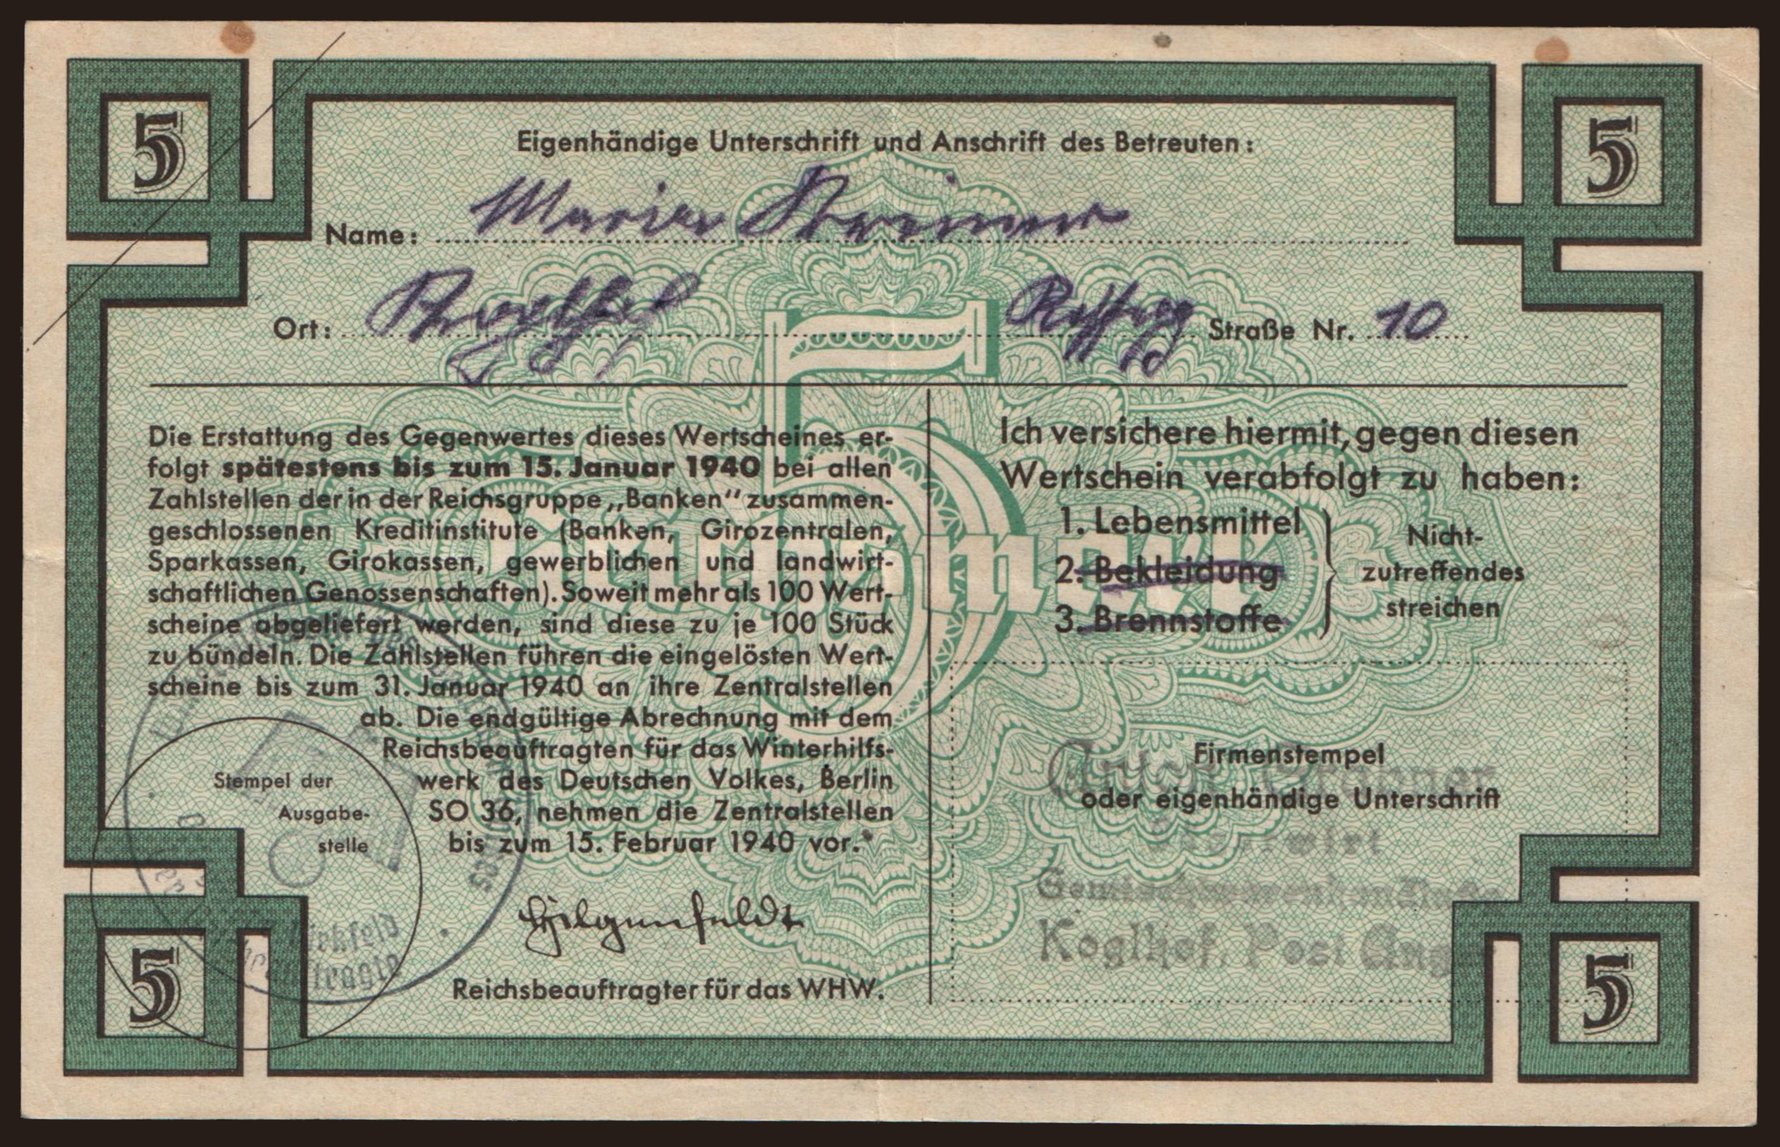 5
5
Eigenhändige Unterschrift und Anschrift des Betreuten:
Name: Steiner
Ort: Straße Nr. 10
Die Erstattung des Gegenwertes dieses Wertscheines er-
folgt spätestens bis zum 15. Januar 1940 bei allen
Zahlstellen der in der Reichsgruppe „Banken“ zusammen-
geschlossenen Kreditinstitute (Banken, Girozentralen,
Sparkassen, Girokassen, gewerblichen und landwirt-
schaftlichen Genossenschaften). Soweit mehr als 100 Wert-
scheine abgeliefert werden, sind diese zu je 100 Stück
zu bündeln. Die Zahlstellen führen die eingelösten Wert-
scheine bis zum 31. Januar 1940 an ihre Zentralstellen
ab. Die endgültige Abrechnung mit dem
Reichsbeauftragten für das Winterhilfs-
werk des Deutschen Volkes, Berlin
SO 36, nehmen die Zentralstellen
bis zum 15. Februar 1940 vor.
Stempel der
Ausgabe-
stelle
Hilgenfeldt
Reichsbeauftragter für das WHW.
Ich versichere hiermit, gegen diesen
Wertschein verabfolgt zu haben:
1. Lebensmittel
2. Bekleidung
3. Brennstoffe
Nicht-
zutreffendes
streichen
Firmenstempel
oder eigenhändige Unterschrift
Koglhof, Post
5
Fünf Mark
5
5